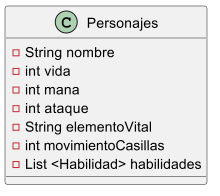 C Personajes
String nombre
int vida
int mana
int ataque
String elementoVital
int movimientoCasillas
List <Habilidad> habilidades